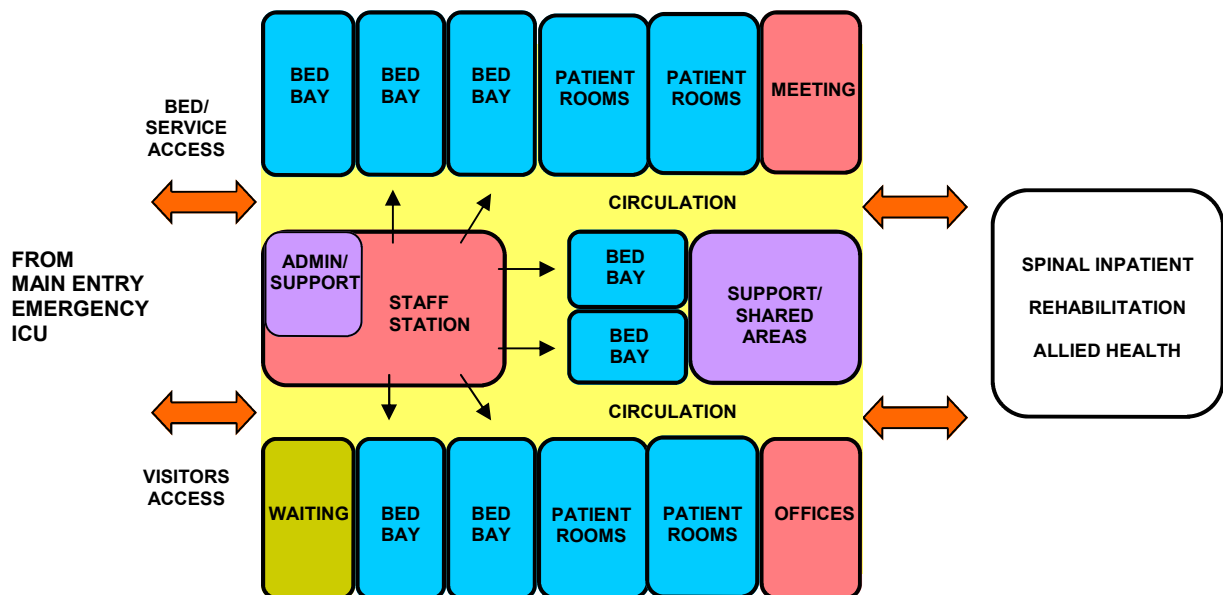 BED
BAY
BED
BAY
BED
BAY
PATIENT
ROOMS
PATIENT
ROOMS
MEETING
BED/
SERVICE
ACCESS
CIRCULATION
FROM
MAIN ENTRY
EMERGENCY
ICU
ADMIN/
SUPPORT
STAFF
STATION
BED
BAY
BED
BAY
SUPPORT/
SHARED
AREAS
SPINAL INPATIENT
REHABILITATION
ALLIED HEALTH
CIRCULATION
VISITORS
ACCESS
WAITING
BED
BAY
BED
BAY
PATIENT
ROOMS
PATIENT
ROOMS
OFFICES